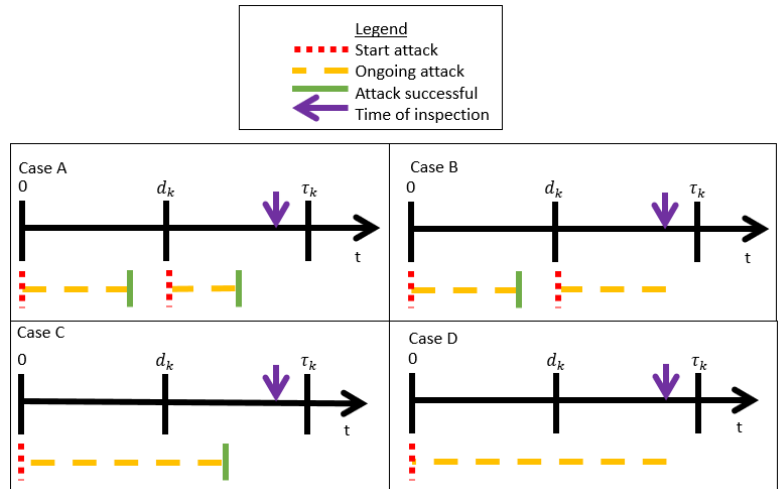 Legend
Start attack
Ongoing attack
Attack successful
Time of inspection
Case A
0
d_k
τ_k
t
Case B
0
d_k
τ_k
t
Case C
0
d_k
τ_k
t
Case D
0
d_k
τ_k
t